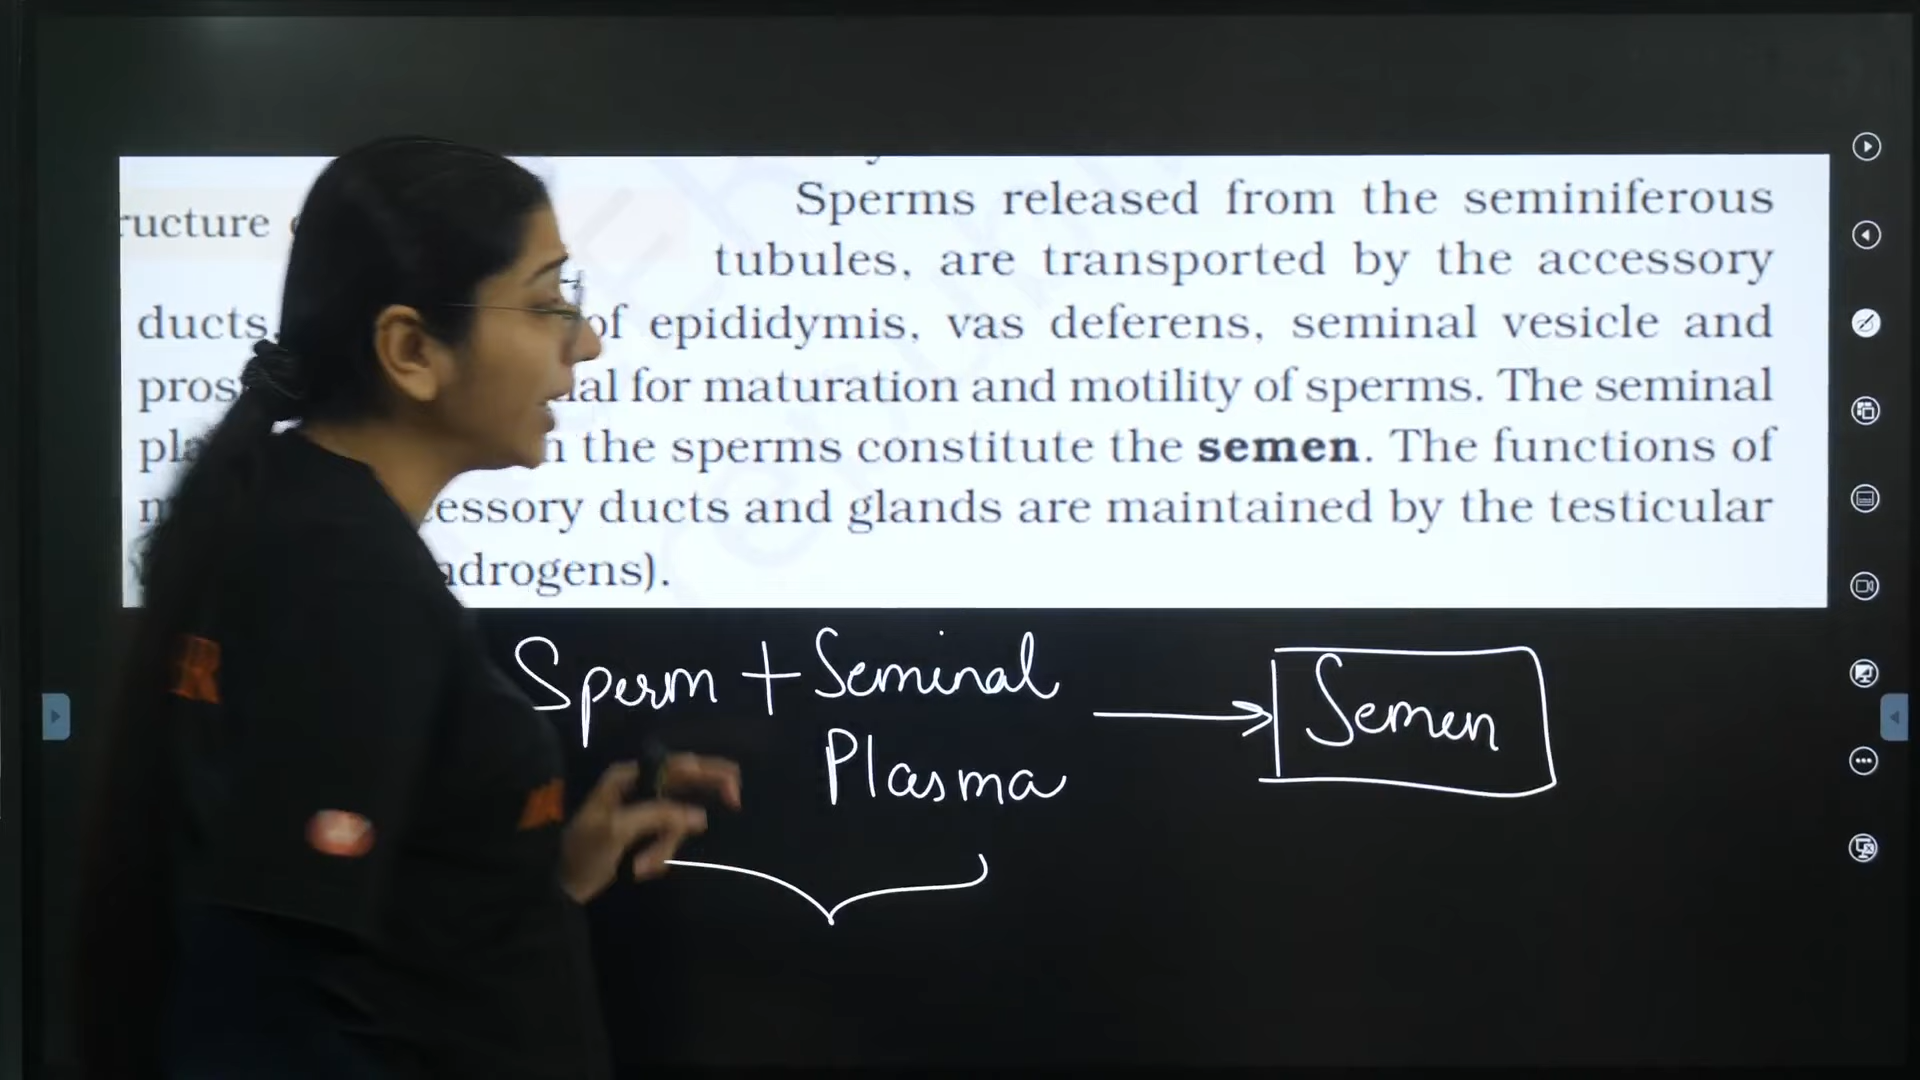 Sperms released from the seminiferous
ructure
tubules, are transported by the accessory
ducts. of epididymis, vas deferens, seminal vesicle and
pros ial for maturation and motility of sperms. The seminal
pla n the sperms constitute the semen. The functions of
m essory ducts and glands are maintained by the testicular
drogens).
Sperm + Seminal
Plasma
Semen